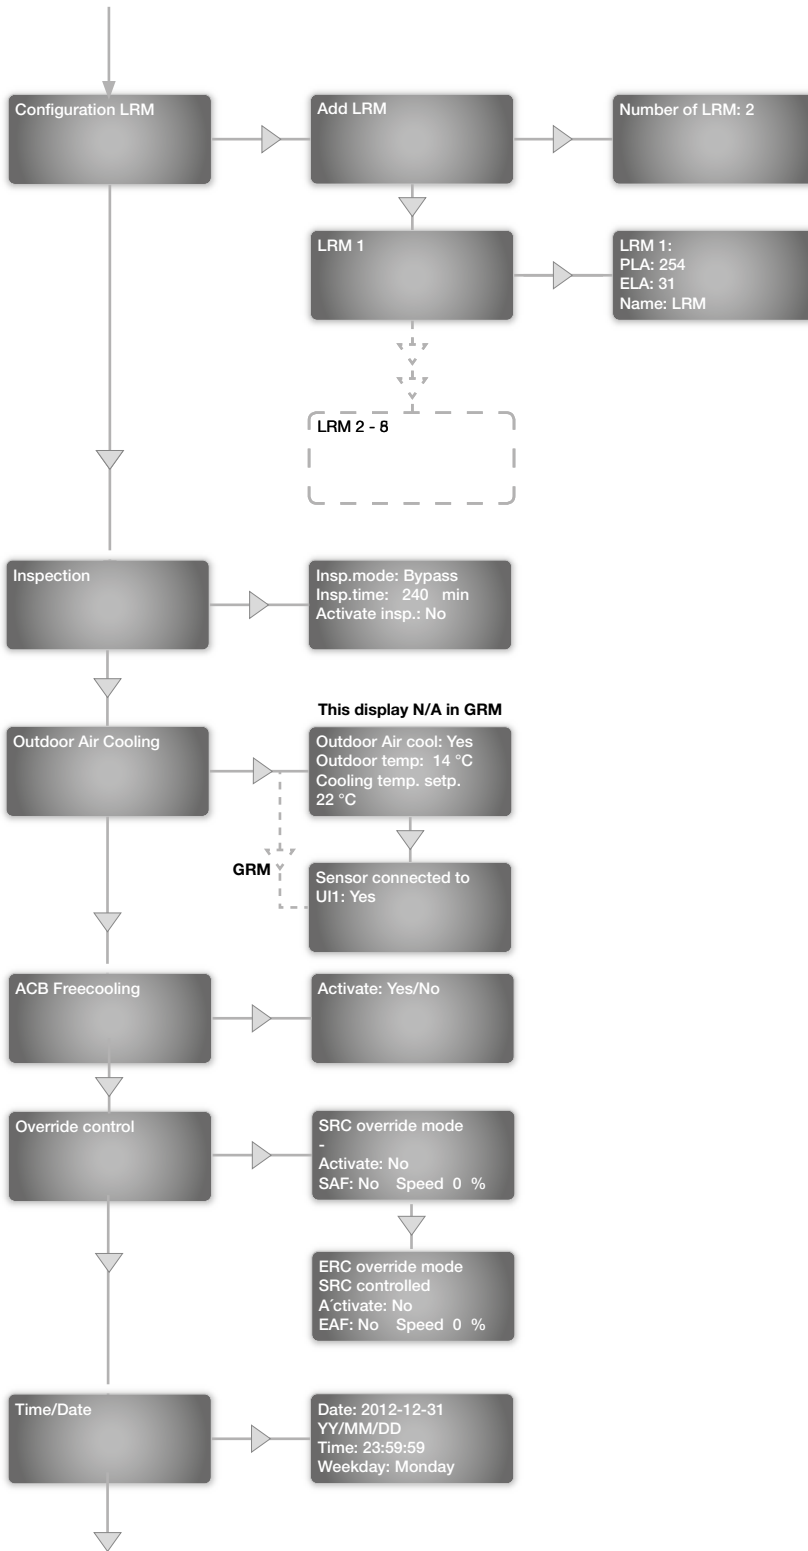 Configuration LRM
Add LRM
Number of LRM: 2
LRM 1
LRM 1:
PLA: 254
ELA: 31
Name: LRM
LRM 2 - 8
Inspection
Insp.mode: Bypass
Insp.time: 240 min
Activate insp.: No
This display N/A in GRM
Outdoor Air Cooling
Outdoor Air cool: Yes
Outdoor temp: 14 °C
Cooling temp. setp.
22 °C
GRM
Sensor connected to
UI1: Yes
ACB Freecooling
Activate: Yes/No
Override control
SRC override mode
-
Activate: No
SAF: No Speed 0 %
ERC override mode
SRC controlled
A´ctivate: No
EAF: No Speed 0 %
Time/Date
Date: 2012-12-31
YY/MM/DD
Time: 23:59:59
Weekday: Monday